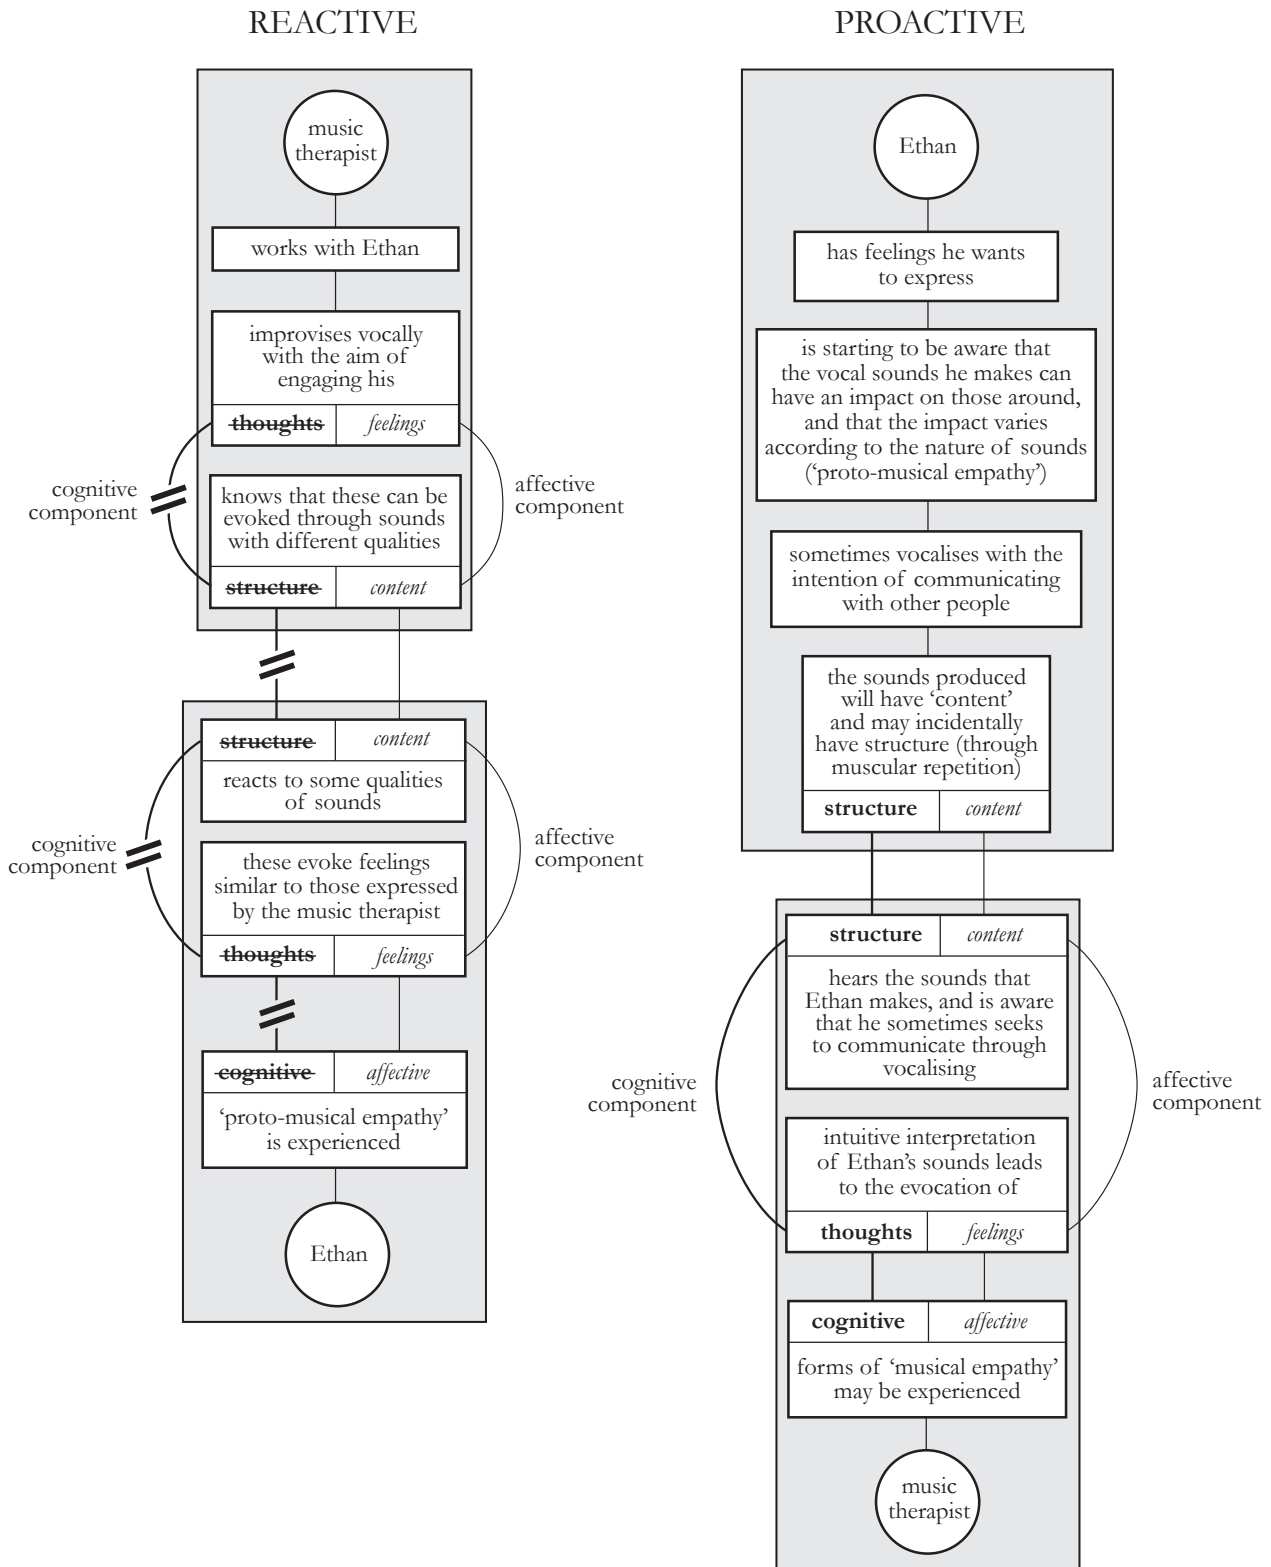 REACTIVE
music
therapist
works with Ethan
improvises vocally
with the aim of
engaging his
thoughts
feelings
cognitive
component
affective
component
knows that these can be
evoked through sounds
with different qualities
structure
content
structure
content
reacts to some qualities
of sounds
cognitive
component
affective
component
these evoke feelings
similar to those expressed
by the music therapist
thoughts
feelings
cognitive
affective
‘proto-musical empathy’
is experienced
Ethan
PROACTIVE
Ethan
has feelings he wants
to express
is starting to be aware that
the vocal sounds he makes can
have an impact on those around,
and that the impact varies
according to the nature of sounds
(‘proto-musical empathy’)
sometimes vocalises with the
intention of communicating
with other people
the sounds produced
will have ‘content’
and may incidentally
have structure (through
muscular repetition)
structure
content
structure
content
hears the sounds that
Ethan makes, and is aware
that he sometimes seeks
to communicate through
vocalising
cognitive
component
affective
component
intuitive interpretation
of Ethan’s sounds leads
to the evocation of
thoughts
feelings
cognitive
affective
forms of ‘musical empathy’
may be experienced
music
therapist